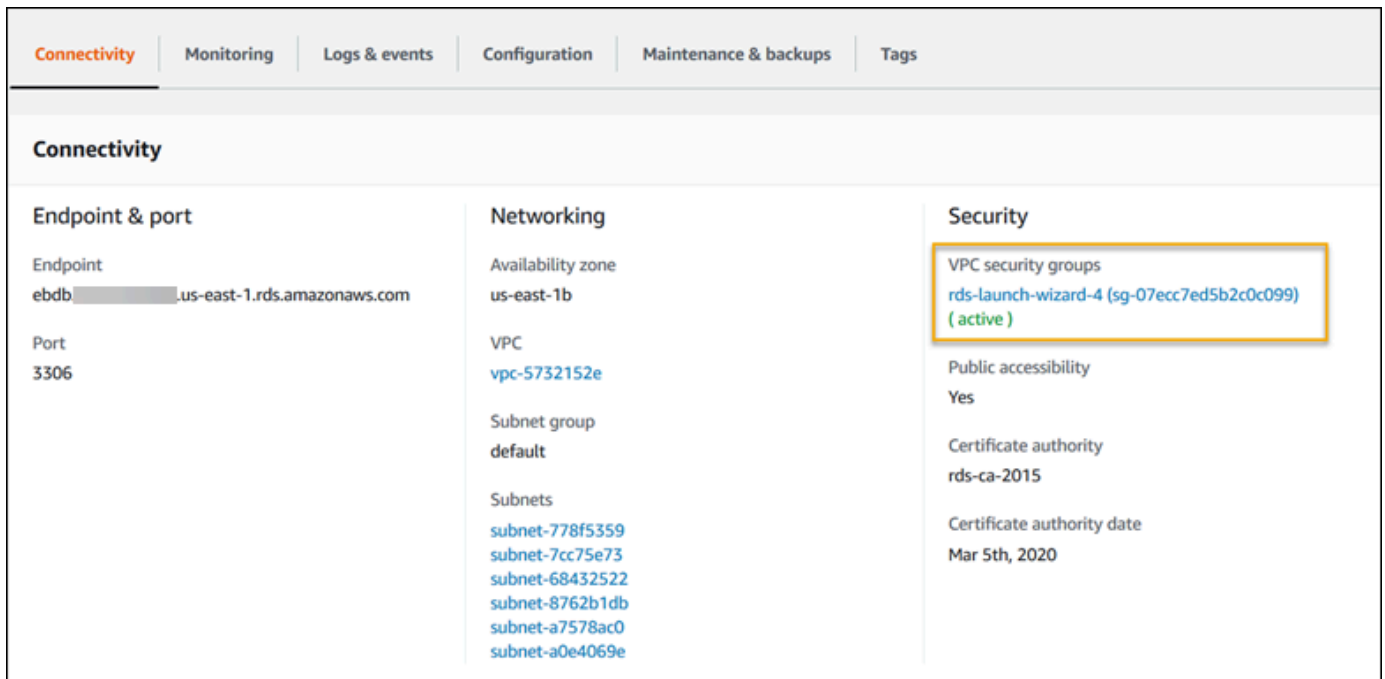 Connectivity
Monitoring
Logs & events
Configuration
Maintenance & backups
Tags
Connectivity
Endpoint & port
Endpoint
ebdb. .us-east-1.rds.amazonaws.com
Port
3306
Networking
Availability zone
us-east-1b
VPC
vpc-5732152e
Subnet group
default
Subnets
subnet-778f5359
subnet-7cc75e73
subnet-68432522
subnet-8762b1db
subnet-a7578ac0
subnet-a0e4069e
Security
VPC security groups
rds-launch-wizard-4 (sg-07ecc7ed5b2c0c099)
( active )
Public accessibility
Yes
Certificate authority
rds-ca-2015
Certificate authority date
Mar 5th, 2020